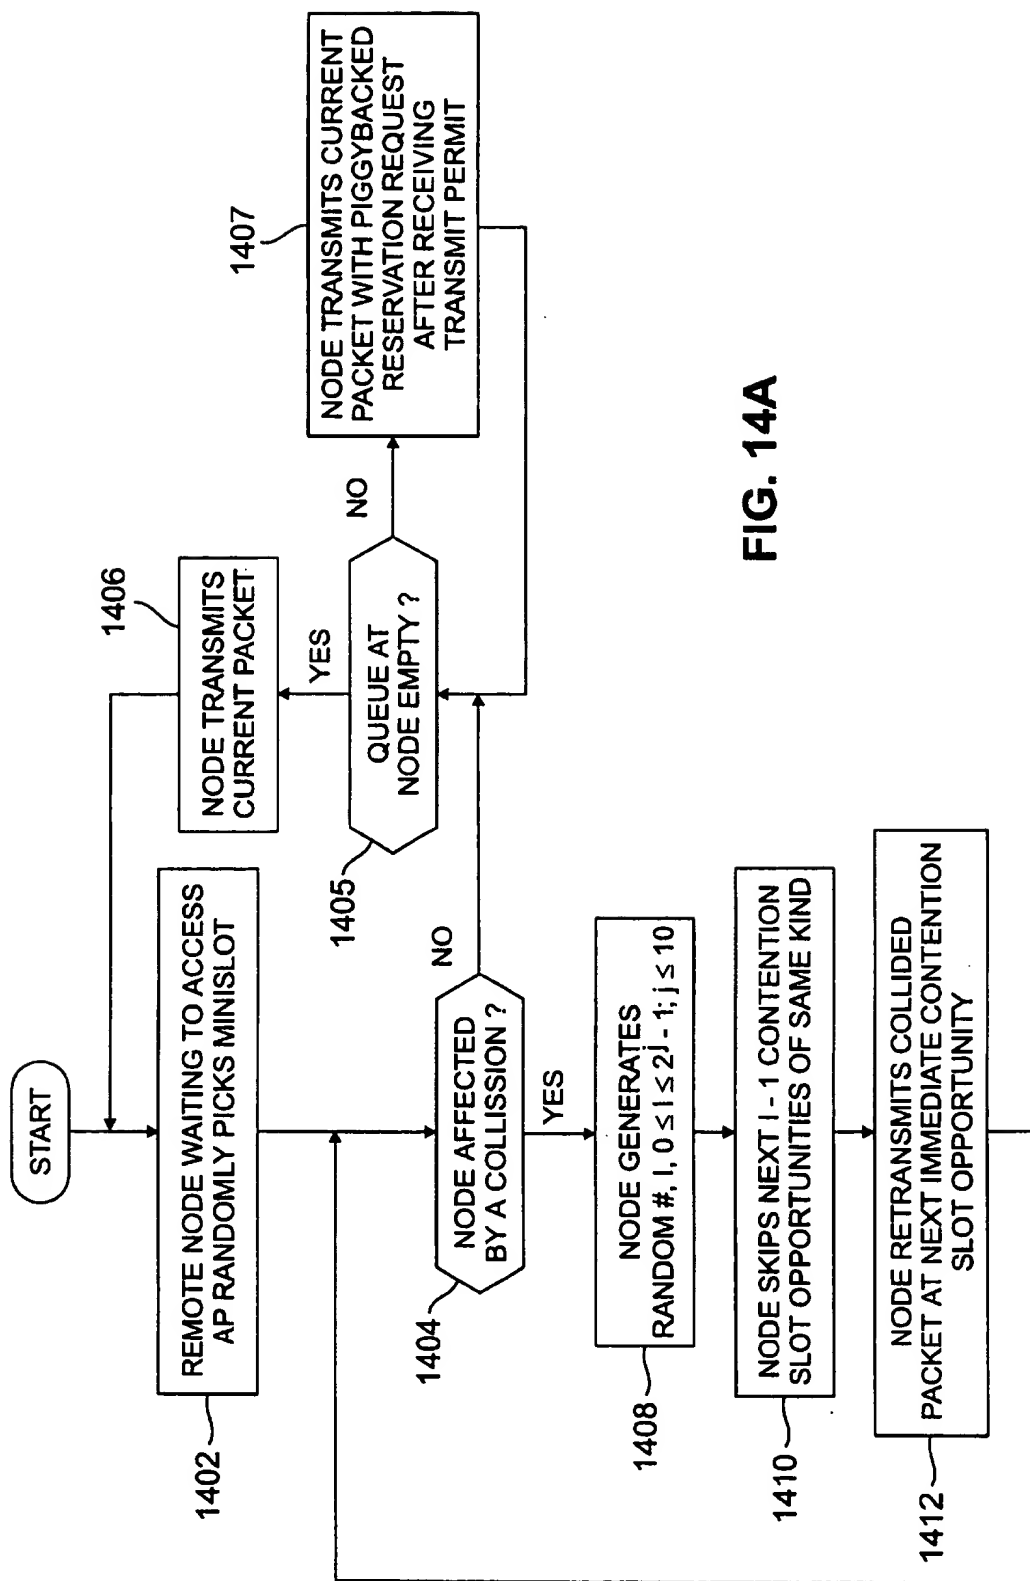 START
REMOTE NODE WAITING TO ACCESS
AP RANDOMLY PICKS MINISLOT
1402
NODE TRANSMITS
CURRENT PACKET
1406
NODE AFFECTED
BY A COLLISSION ?
1404
NO
YES
QUEUE AT
NODE EMPTY ?
1405
YES
NO
NODE TRANSMITS CURRENT
PACKET WITH PIGGYBACKED
RESERVATION REQUEST
AFTER RECEIVING
TRANSMIT PERMIT
1407
NODE GENERATES
RANDOM #, I, 0 ≤ I ≤ 2^j - 1; j ≤ 10
1408
NODE SKIPS NEXT I - 1 CONTENTION
SLOT OPPORTUNITIES OF SAME KIND
1410
NODE RETRANSMITS COLLIDED
PACKET AT NEXT IMMEDIATE CONTENTION
SLOT OPPORTUNITY
1412
FIG. 14A